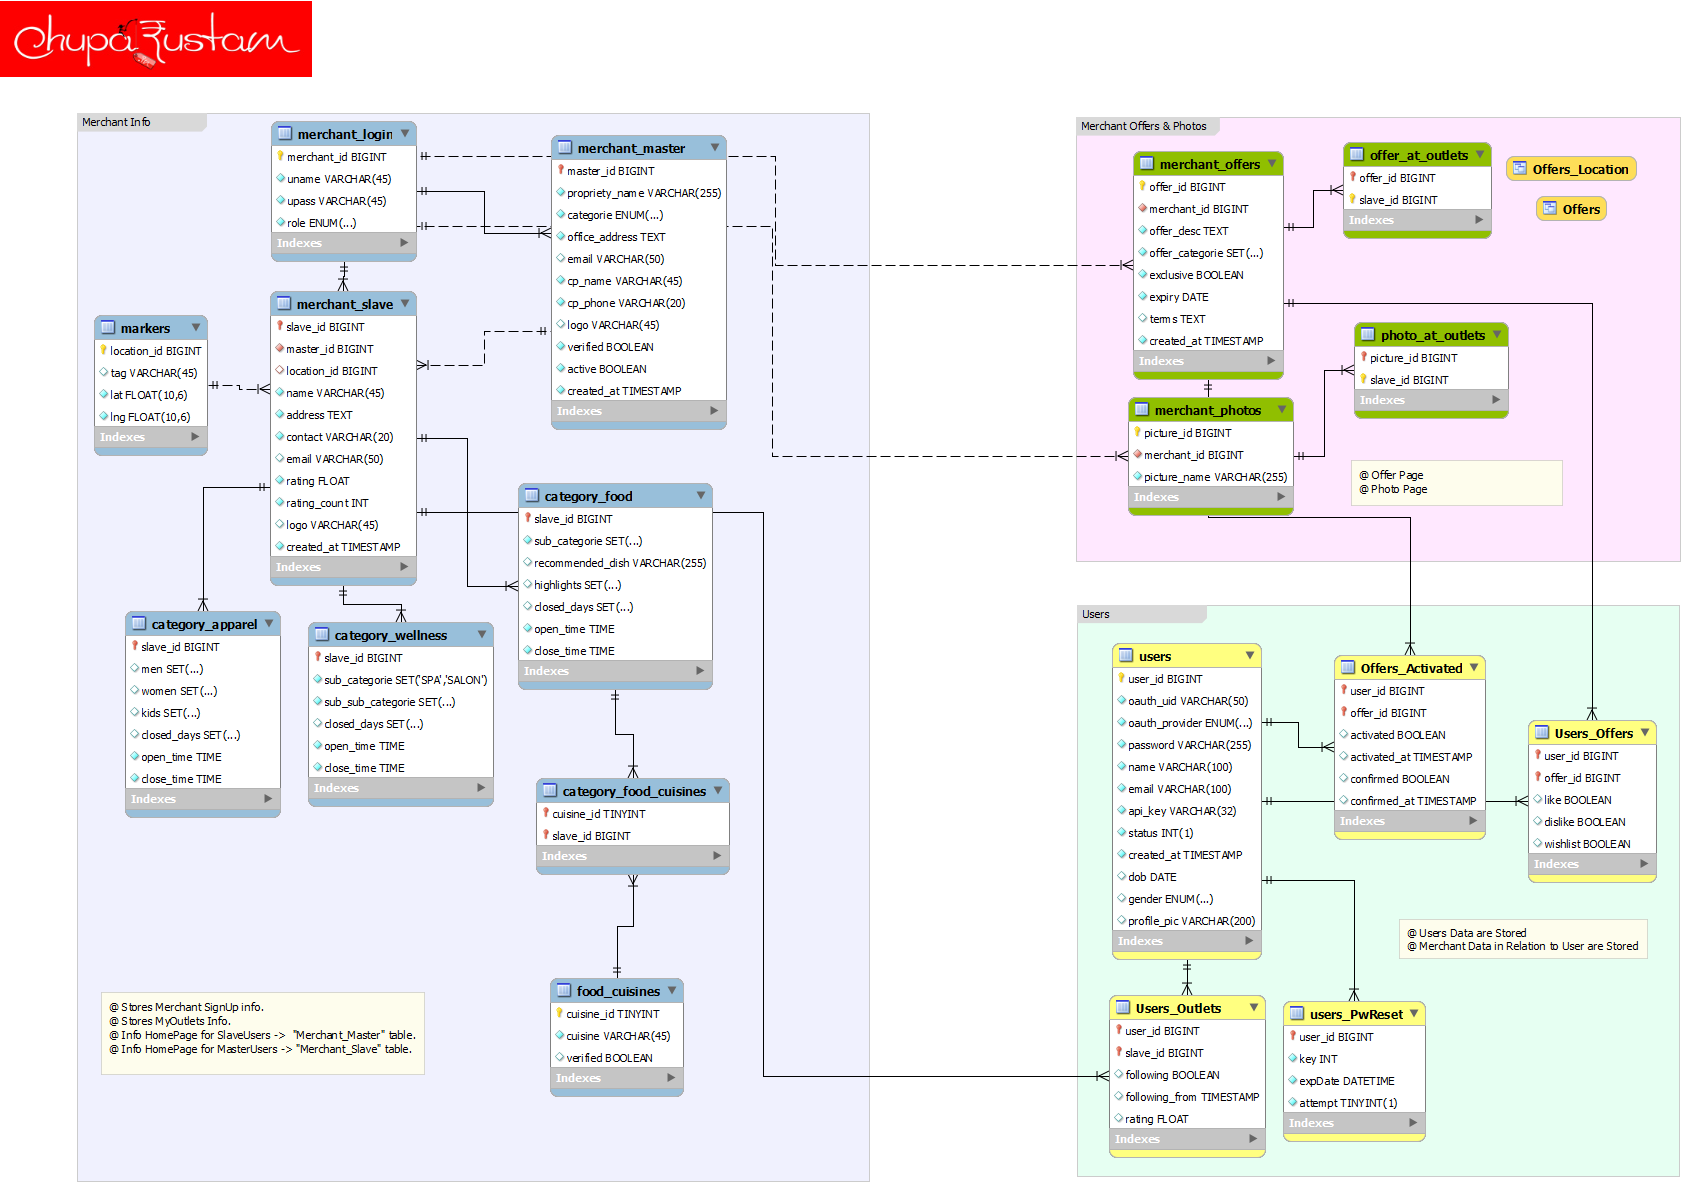 ChupaRustam
Merchant Info
merchant_login
merchant_id BIGINT
uname VARCHAR(45)
upass VARCHAR(45)
role ENUM(...)
Indexes
merchant_master
master_id BIGINT
propriety_name VARCHAR(255)
categorie ENUM(...)
office_address TEXT
email VARCHAR(50)
cp_name VARCHAR(45)
cp_phone VARCHAR(20)
logo VARCHAR(45)
verified BOOLEAN
active BOOLEAN
created_at TIMESTAMP
Indexes
markers
location_id BIGINT
tag VARCHAR(45)
lat FLOAT(10,6)
lng FLOAT(10,6)
Indexes
merchant_slave
slave_id BIGINT
master_id BIGINT
location_id BIGINT
name VARCHAR(45)
address TEXT
contact VARCHAR(20)
email VARCHAR(50)
rating FLOAT
rating_count INT
logo VARCHAR(45)
created_at TIMESTAMP
Indexes
category_food
slave_id BIGINT
sub_categorie SET(...)
recommended_dish VARCHAR(255)
highlights SET(...)
closed_days SET(...)
open_time TIME
close_time TIME
Indexes
category_apparel
slave_id BIGINT
men SET(...)
women SET(...)
kids SET(...)
closed_days SET(...)
open_time TIME
close_time TIME
Indexes
category_wellness
slave_id BIGINT
sub_categorie SET('SPA','SALON')
sub_sub_categorie SET(...)
closed_days SET(...)
open_time TIME
close_time TIME
Indexes
category_food_cuisines
cuisine_id TINYINT
slave_id BIGINT
Indexes
food_cuisines
cuisine_id TINYINT
cuisine VARCHAR(45)
verified BOOLEAN
Indexes
@ Stores Merchant SignUp info.
@ Stores MyOutlets Info.
@ Info HomePage for SlaveUsers -> "Merchant_Master" table.
@ Info HomePage for MasterUsers -> "Merchant_Slave" table.
Merchant Offers & Photos
merchant_offers
offer_id BIGINT
merchant_id BIGINT
offer_desc TEXT
offer_categorie SET(...)
exclusive BOOLEAN
expiry DATE
terms TEXT
created_at TIMESTAMP
Indexes
offer_at_outlets
offer_id BIGINT
slave_id BIGINT
Indexes
Offers_Location
Offers
photo_at_outlets
picture_id BIGINT
slave_id BIGINT
Indexes
merchant_photos
picture_id BIGINT
merchant_id BIGINT
picture_name VARCHAR(255)
Indexes
@ Offer Page
@ Photo Page
Users
users
user_id BIGINT
oauth_uid VARCHAR(50)
oauth_provider ENUM(...)
password VARCHAR(255)
name VARCHAR(100)
email VARCHAR(100)
api_key VARCHAR(32)
status INT(1)
created_at TIMESTAMP
dob DATE
gender ENUM(...)
profile_pic VARCHAR(200)
Indexes
Offers_Activated
user_id BIGINT
offer_id BIGINT
activated BOOLEAN
activated_at TIMESTAMP
confirmed BOOLEAN
confirmed_at TIMESTAMP
Indexes
Users_Offers
user_id BIGINT
offer_id BIGINT
like BOOLEAN
dislike BOOLEAN
wishlist BOOLEAN
Indexes
@ Users Data are Stored
@ Merchant Data in Relation to User are Stored
Users_Outlets
user_id BIGINT
slave_id BIGINT
following BOOLEAN
following_from TIMESTAMP
rating FLOAT
Indexes
users_PwReset
user_id BIGINT
key INT
expDate DATETIME
attempt TINYINT(1)
Indexes